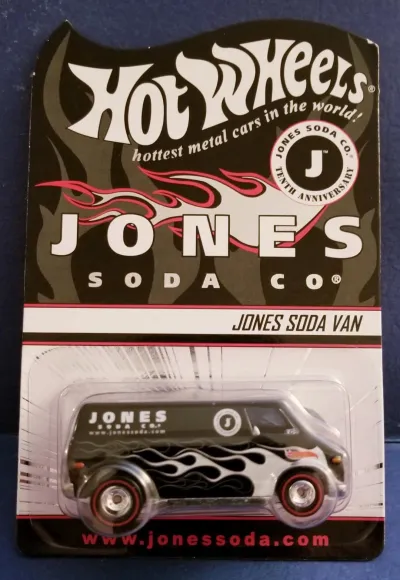 HOT WHEELS®
hottest metal cars in the world!
JONES SODA CO.
J™
TENTH ANNIVERSARY
JONES
SODA CO®
JONES SODA VAN
JONES
SODA CO.
www.jonessoda.com
J
www.jonessoda.com